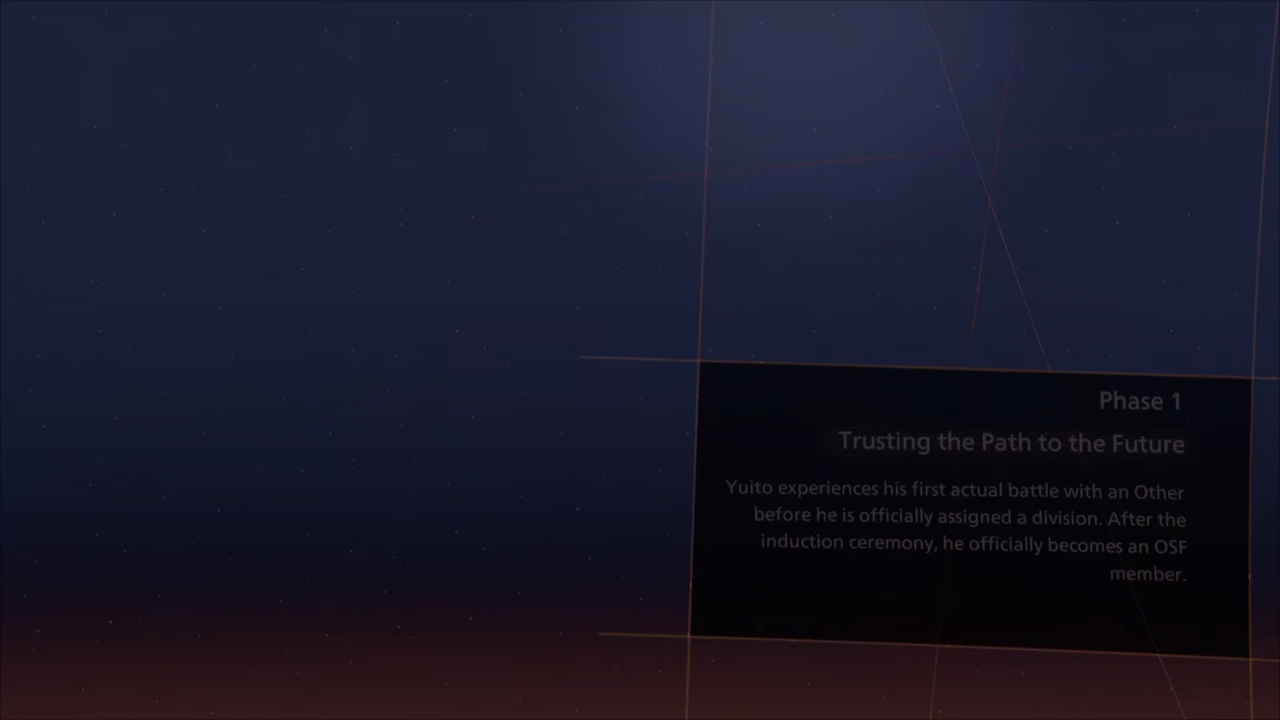 Phase 1
Trusting the Path to the Future
Yuito experiences his first actual battle with an Other
before he is officially assigned a division. After the
induction ceremony, he officially becomes an OSF
member.